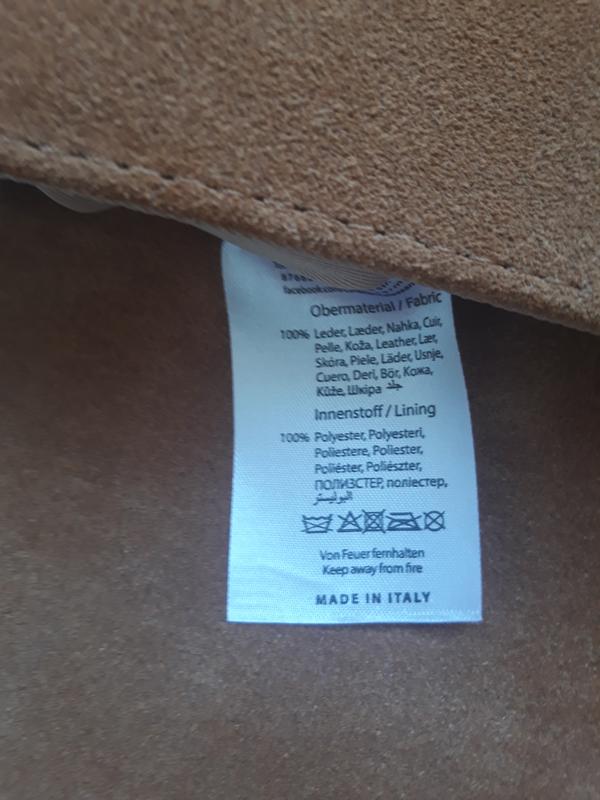 facebook.com
Obermaterial / Fabric
100% Leder, Læder, Nahka, Cuir,
Pelle, Koža, Leather, Lær,
Skóra, Piele, Läder, Usnje,
Cuero, Deri, Bőr, Кожа,
Kůže, Шкіра جلد
Innenstoff / Lining
100% Polyester, Polyesteri,
Poliestere, Poliester,
Poliéster, Poliészter,
ПОЛИЭСТЕР, поліестер,
البوليستر
Von Feuer fernhalten
Keep away from fire
MADE IN ITALY